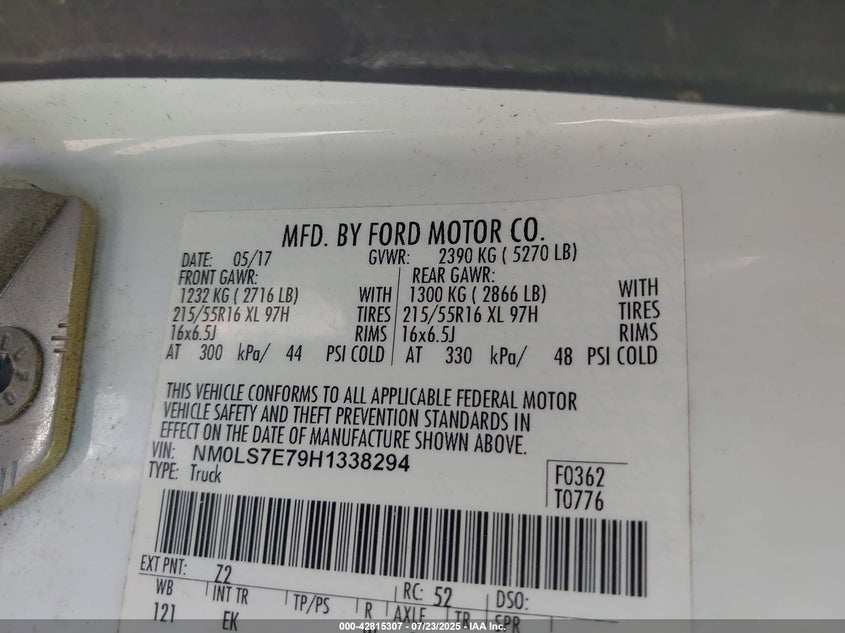 MFD. BY FORD MOTOR CO.
DATE: 05/17 GVWR: 2390 KG ( 5270 LB)
FRONT GAWR: REAR GAWR:
1232 KG ( 2716 LB) WITH 1300 KG ( 2866 LB) WITH
215/55R16 XL 97H TIRES 215/55R16 XL 97H TIRES
16x6.5J RIMS 16x6.5J RIMS
AT 300 kPa/ 44 PSI COLD AT 330 kPa/ 48 PSI COLD
THIS VEHICLE CONFORMS TO ALL APPLICABLE FEDERAL MOTOR
VEHICLE SAFETY AND THEFT PREVENTION STANDARDS IN
EFFECT ON THE DATE OF MANUFACTURE SHOWN ABOVE.
VIN: NM0LS7E79H1338294
TYPE: Truck
F0362
T0776
EXT PNT: Z2 RC: 52 DSO:
WB INT TR TP/PS R AXLE TR SPR
121 EK
000-42815307 - 07/23/2025 - IAA Inc.